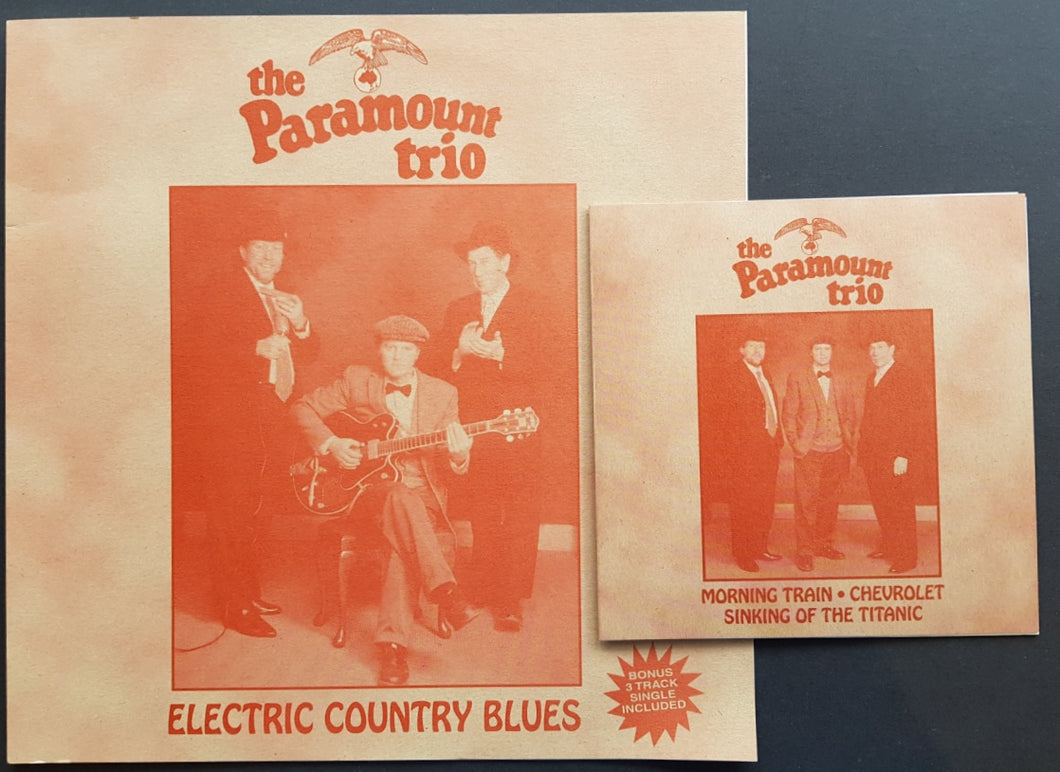 the
Paramount
trio
ELECTRIC COUNTRY BLUES
BONUS
3 TRACK
SINGLE
INCLUDED
the
Paramount
trio
MORNING TRAIN • CHEVROLET
SINKING OF THE TITANIC